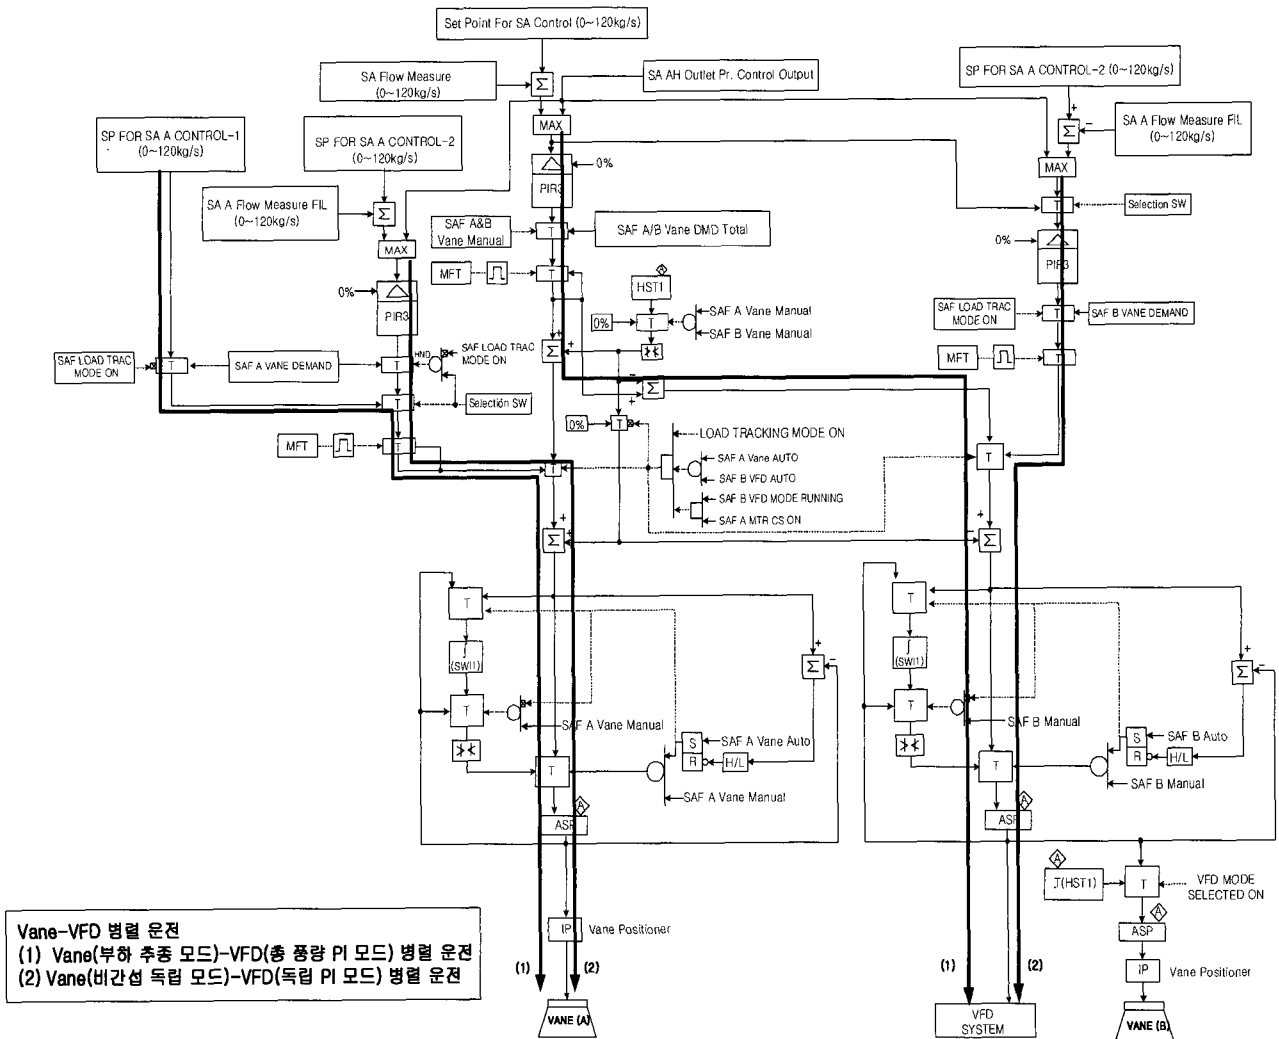 Set Point For SA Control (0~120kg/s)
SA Flow Measure
(0~120kg/s)
SA AH Outlet Pr. Control Output
SP FOR SA A CONTROL-2 (0~120kg/s)
SP FOR SA A CONTROL-1
(0~120kg/s)
SP FOR SA A CONTROL-2
(0~120kg/s)
Σ
MAX
+
−
Σ
SA A Flow Measure FIL
(0~120kg/s)
MAX
0%
PIR3
SA A Flow Measure FIL
(0~120kg/s)
Σ
MAX
T
Selection SW
SAF A&B
Vane Manual
T
SAF A/B Vane DMD Total
0%
PIR3
MFT
T
A
HST1
0%
PIR3
0%
T
SAF A Vane Manual
SAF B Vane Manual
SAF LOAD TRAC
MODE ON
T
SAF B VANE DEMAND
MFT
T
SAF LOAD TRAC
MODE ON
T
SAF A VANE DEMAND
T
HND
SAF LOAD TRAC
MODE ON
+
Σ
+
−
Σ
+
T
Selection SW
0%
T
MFT
T
LOAD TRACKING MODE ON
SAF A Vane AUTO
SAF B VFD AUTO
SAF B VFD MODE RUNNING
SAF A MTR CS ON
T
T
+
Σ
+
+
−
Σ
T
∫
(SWI1)
T
SAF A Vane Manual
+
−
Σ
S
R
H/L
SAF A Vane Auto
SAF A Vane Manual
T
A
ASP
T
∫
(SWI1)
T
SAF B Manual
+
−
Σ
S
R
H/L
SAF B Auto
SAF B Manual
T
A
ASP
A
.T(HST1)
T
VFD MODE
SELECTED ON
A
ASP
IP
Vane Positioner
IP
Vane Positioner
(1)
(2)
(1)
(2)
VANE (A)
VFD
SYSTEM
VANE (B)
Vane-VFD 병렬 운전
(1) Vane(부하 추종 모드)-VFD(총 풍량 PI 모드) 병렬 운전
(2) Vane(비간섭 독립 모드)-VFD(독립 PI 모드) 병렬 운전